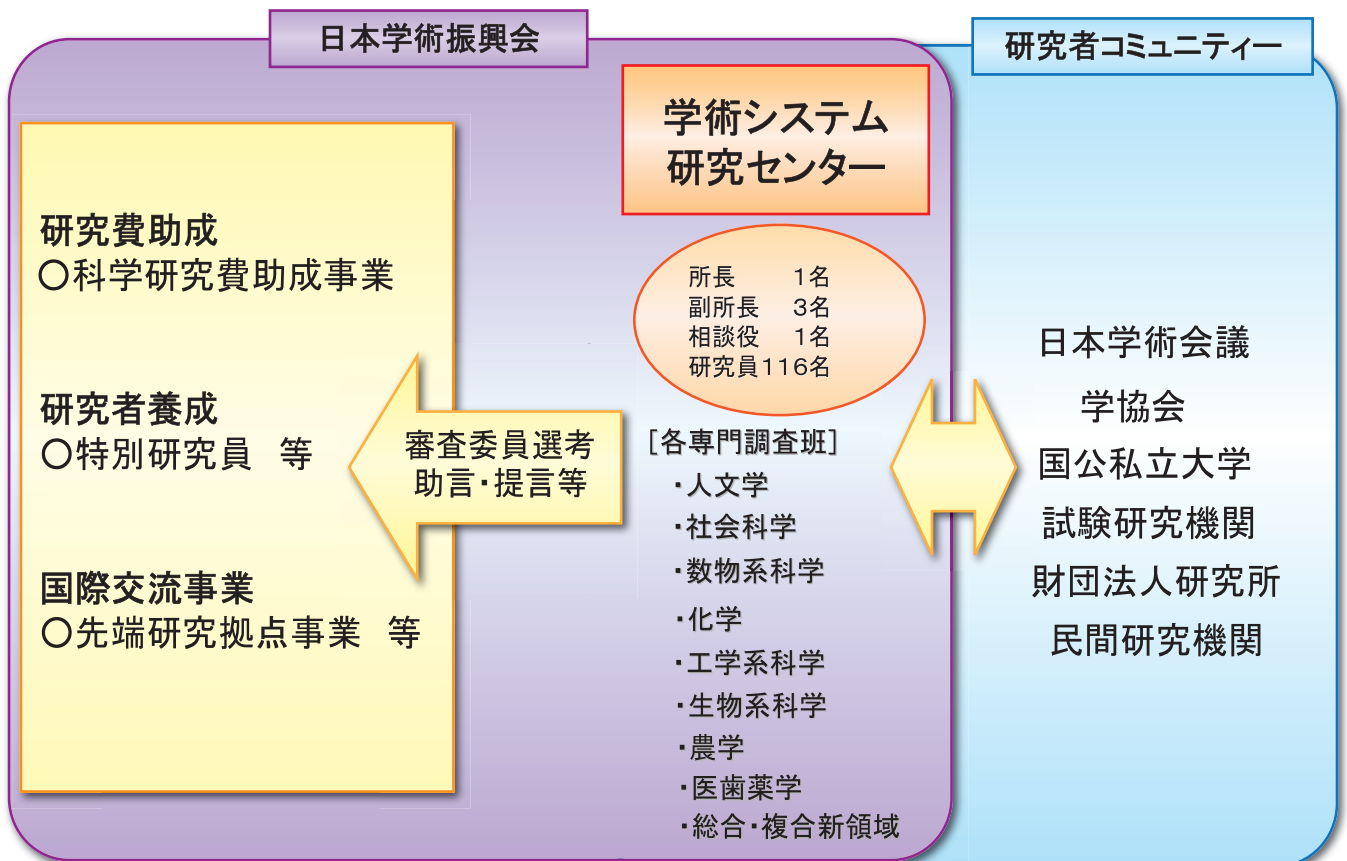 日本学術振興会
研究者コミュニティー
学術システム
研究センター
研究費助成
○科学研究費助成事業
研究者養成
○特別研究員 等
国際交流事業
○先端研究拠点事業 等
審査委員選考
助言・提言等
所長 1名
副所長 3名
相談役 1名
研究員116名
[各専門調査班]
・人文学
・社会科学
・数物系科学
・化学
・工学系科学
・生物系科学
・農学
・医歯薬学
・総合・複合新領域
日本学術会議
学協会
国公私立大学
試験研究機関
財団法人研究所
民間研究機関